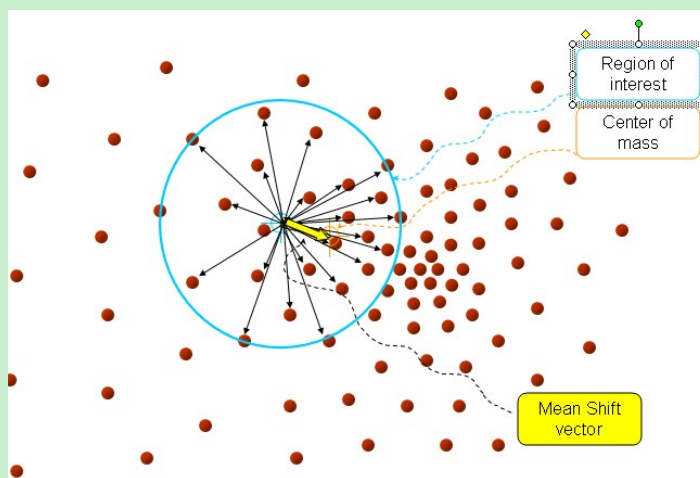 Region of
interest
Center of
mass
Mean Shift
vector